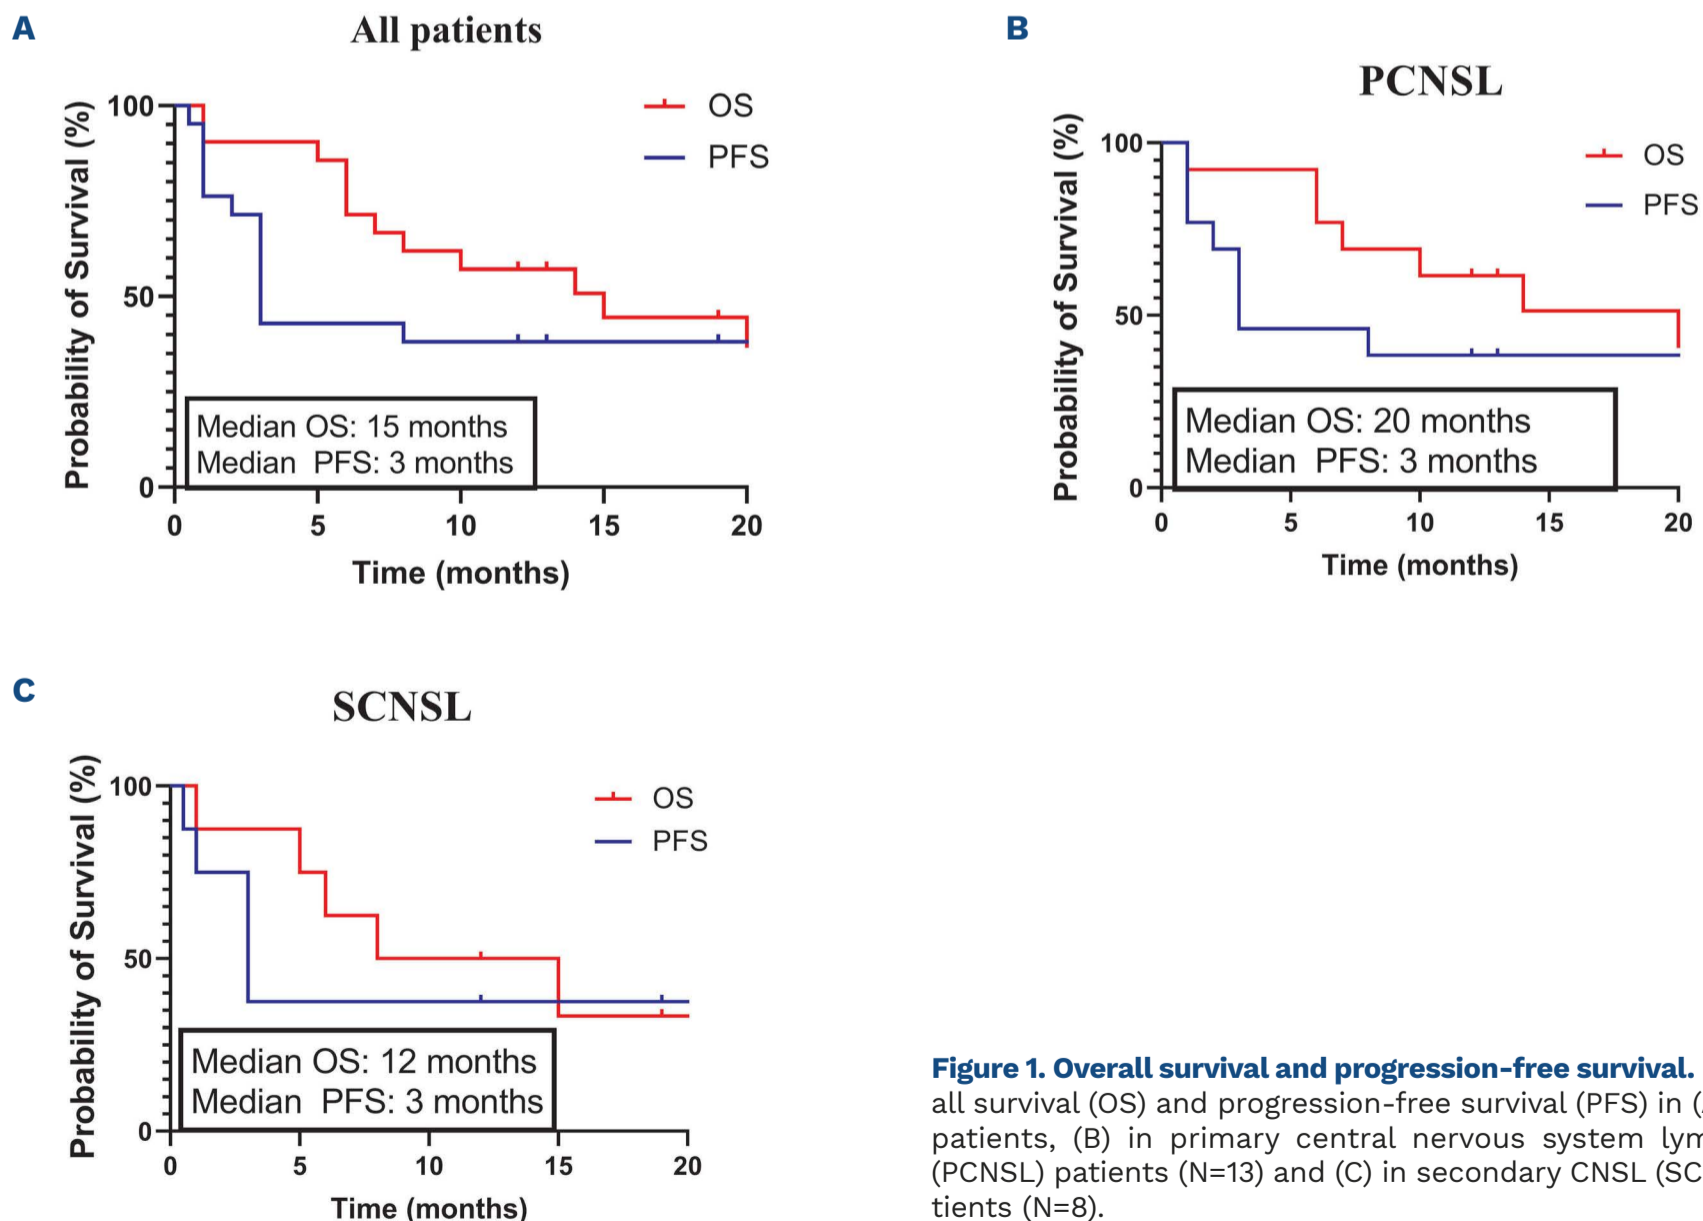 A
All patients
100
50
0
Probability of Survival (%)
OS
PFS
Median OS: 15 months
Median PFS: 3 months
0 5 10 15 20
Time (months)
B
PCNSL
100
50
0
Probability of Survival (%)
OS
PFS
Median OS: 20 months
Median PFS: 3 months
0 5 10 15 20
Time (months)
C
SCNSL
100
50
0
Probability of Survival (%)
OS
PFS
Median OS: 12 months
Median PFS: 3 months
0 5 10 15 20
Time (months)
Figure 1. Overall survival and progression-free survival.
all survival (OS) and progression-free survival (PFS) in
patients, (B) in primary central nervous system lym
(PCNSL) patients (N=13) and (C) in secondary CNSL (SC
tients (N=8).